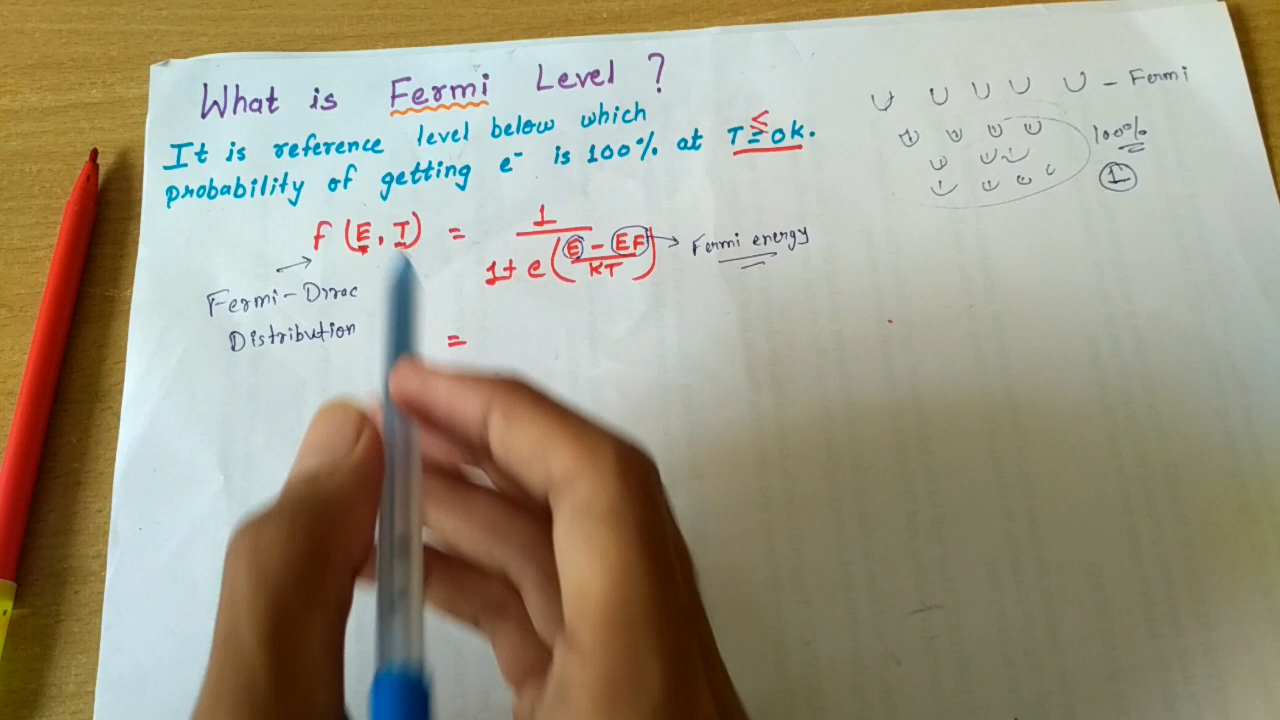 What is Fermi Level ?
It is reference level below which
probability of getting e⁻ is 100% at T ≤ 0k.
f (E, T) = 1 / 1 + e ( E - EF / KT )
Fermi energy
Fermi-Dirac
Distribution
=
- Fermi
100%
1